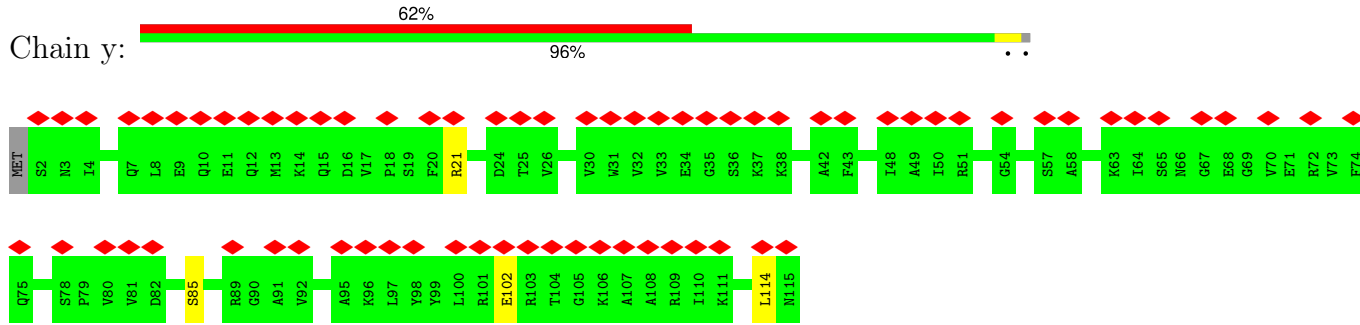 62%
Chain y:
96%
. .
MET S2 N3 I4 Q7 L8 E9 Q10 E11 Q12 M13 K14 Q15 D16 V17 P18 S19 F20 R21 D24 T25 V26 V30 W31 V32 V33 E34 G35 S36 K37 K38 A42 F43 I48 A49 I50 R51 G54 S57 A58 K63 I64 S65 N66 G67 E68 G69 V70 E71 R72 V73 F74
Q75 S78 P79 V80 V81 D82 S85 R89 G90 A91 V92 A95 K96 L97 Y98 Y99 L100 R101 E102 R103 T104 G105 K106 A107 A108 R109 I110 K111 L114 N115